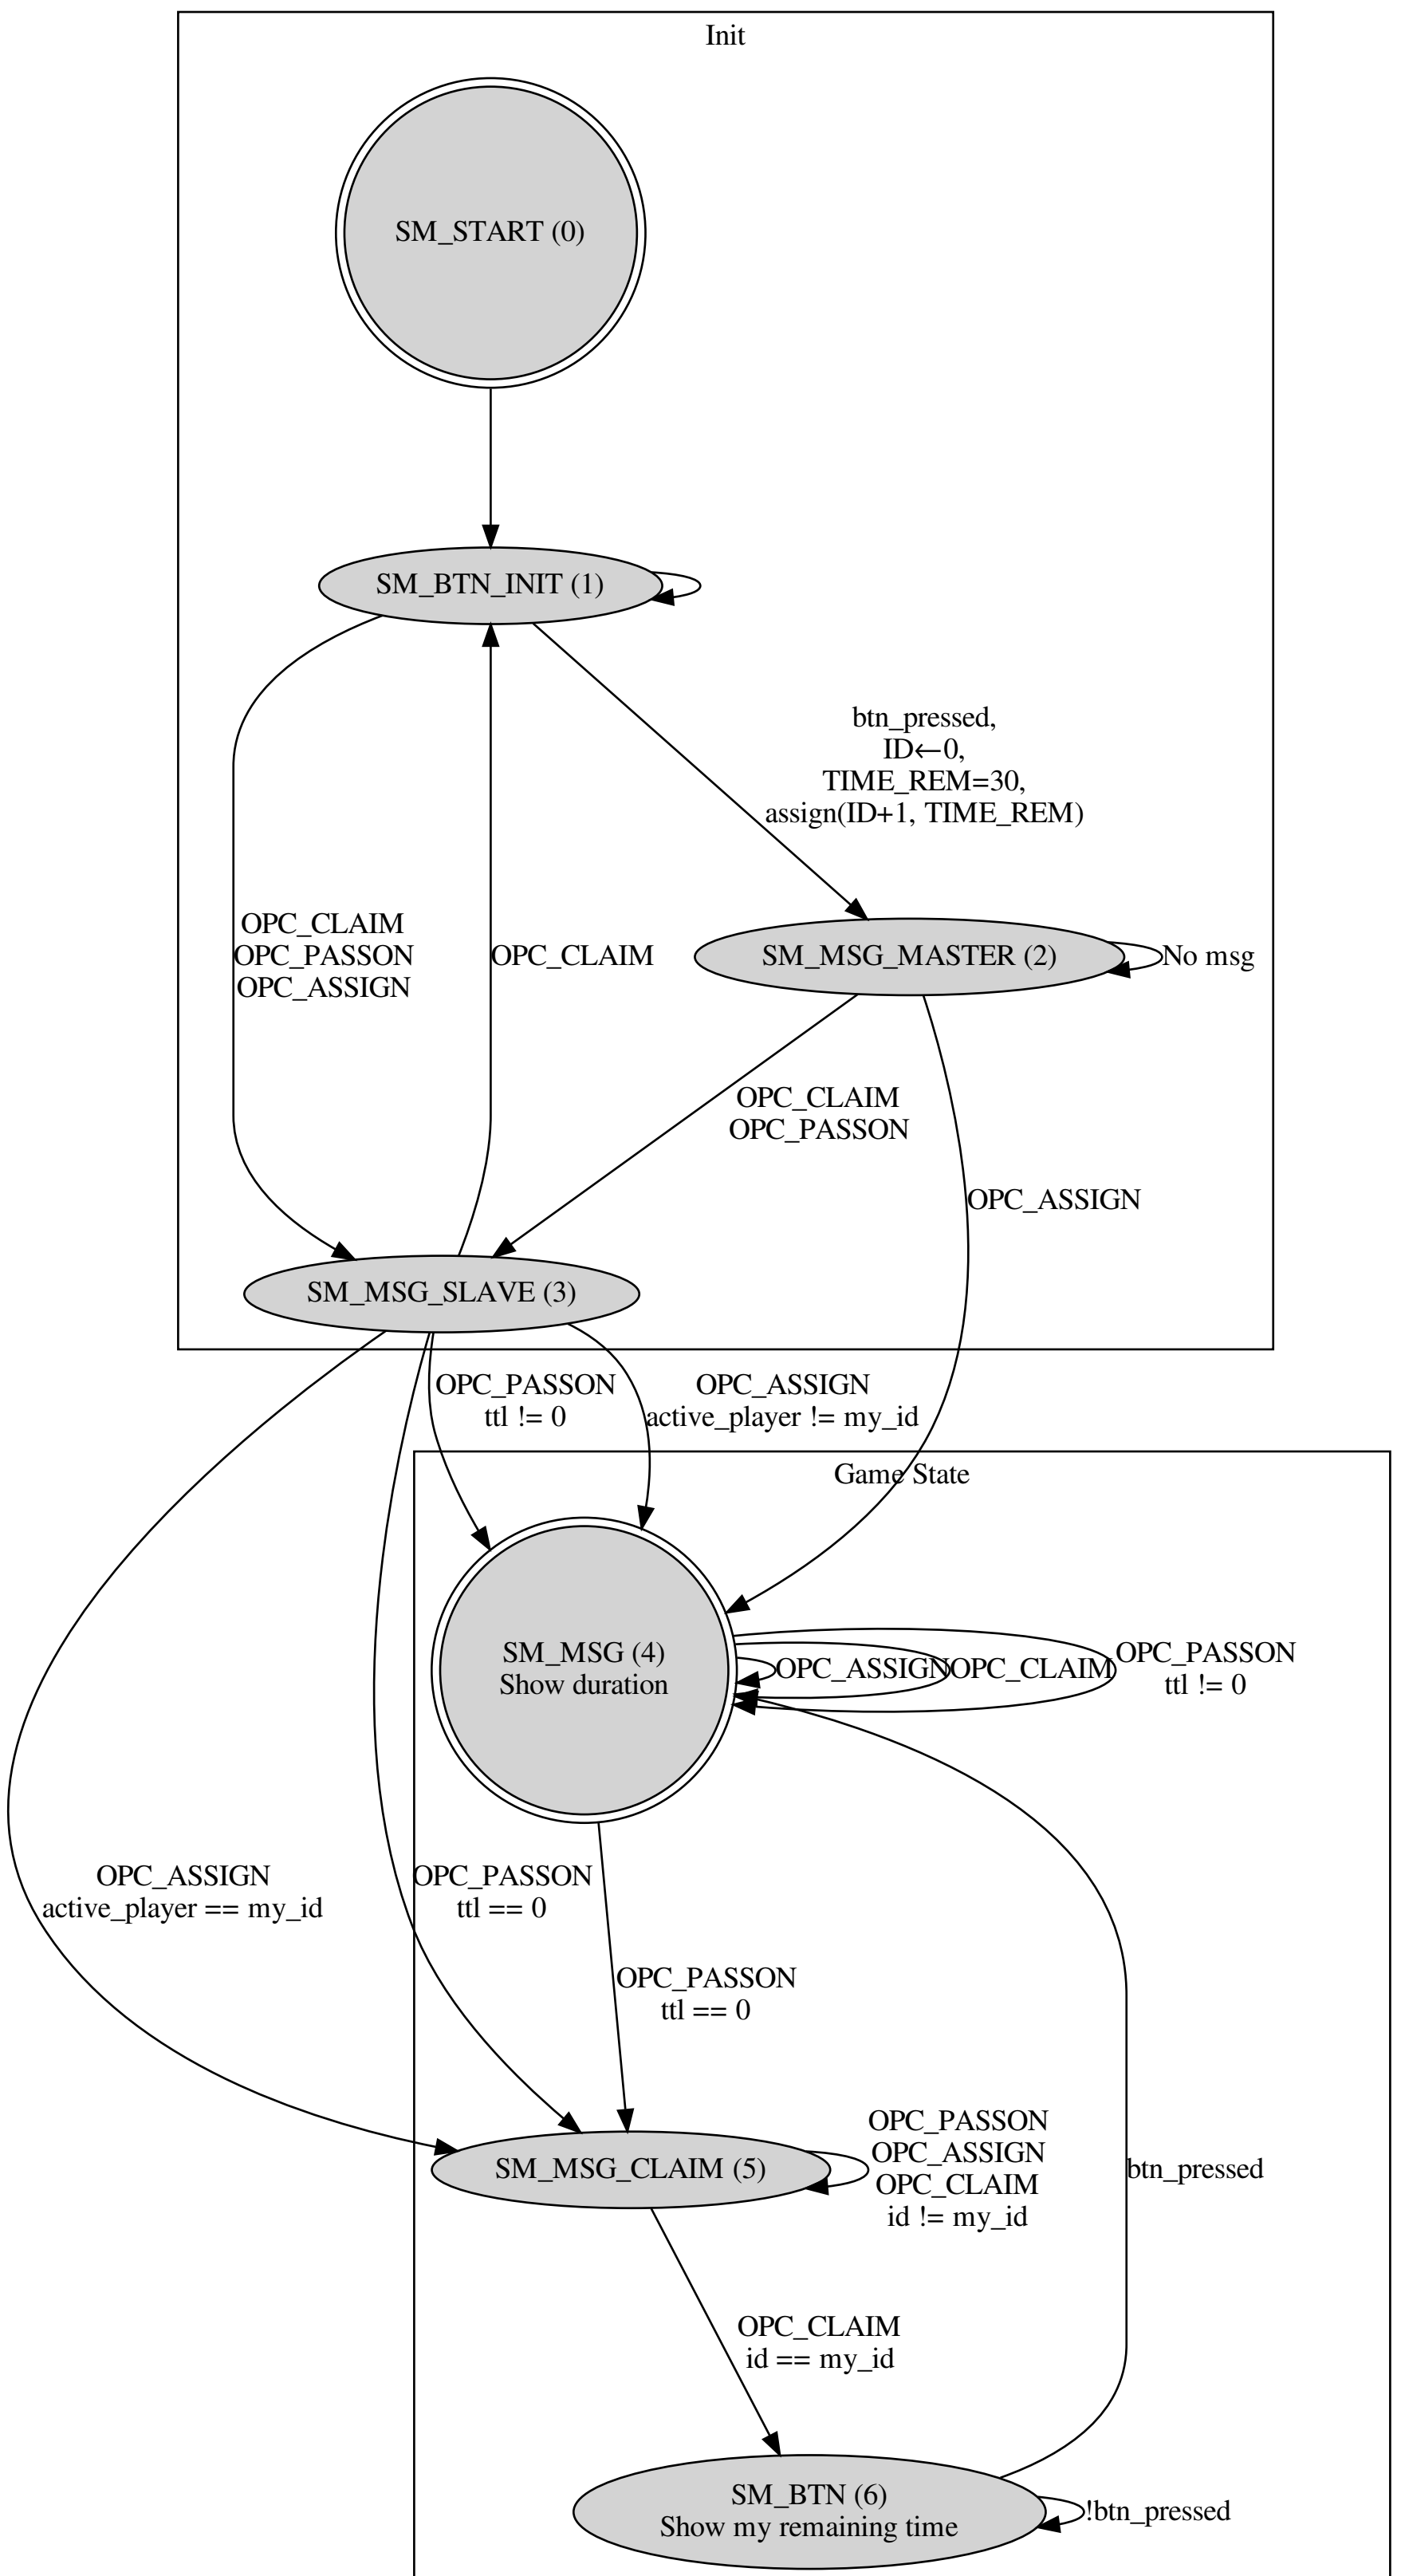 Init
SM_START (0)
SM_BTN_INIT (1)
btn_pressed,
ID←0,
TIME_REM=30,
assign(ID+1, TIME_REM)
OPC_CLAIM
OPC_PASSON
OPC_ASSIGN
OPC_CLAIM
SM_MSG_MASTER (2)
No msg
OPC_CLAIM
OPC_PASSON
OPC_ASSIGN
SM_MSG_SLAVE (3)
OPC_PASSON
ttl != 0
OPC_ASSIGN
active_player != my_id
Game State
SM_MSG (4)
Show duration
OPC_ASSIGN
OPC_CLAIM
OPC_PASSON
ttl != 0
OPC_ASSIGN
active_player == my_id
OPC_PASSON
ttl == 0
OPC_PASSON
ttl == 0
SM_MSG_CLAIM (5)
OPC_PASSON
OPC_ASSIGN
OPC_CLAIM
id != my_id
btn_pressed
OPC_CLAIM
id == my_id
SM_BTN (6)
Show my remaining time
!btn_pressed